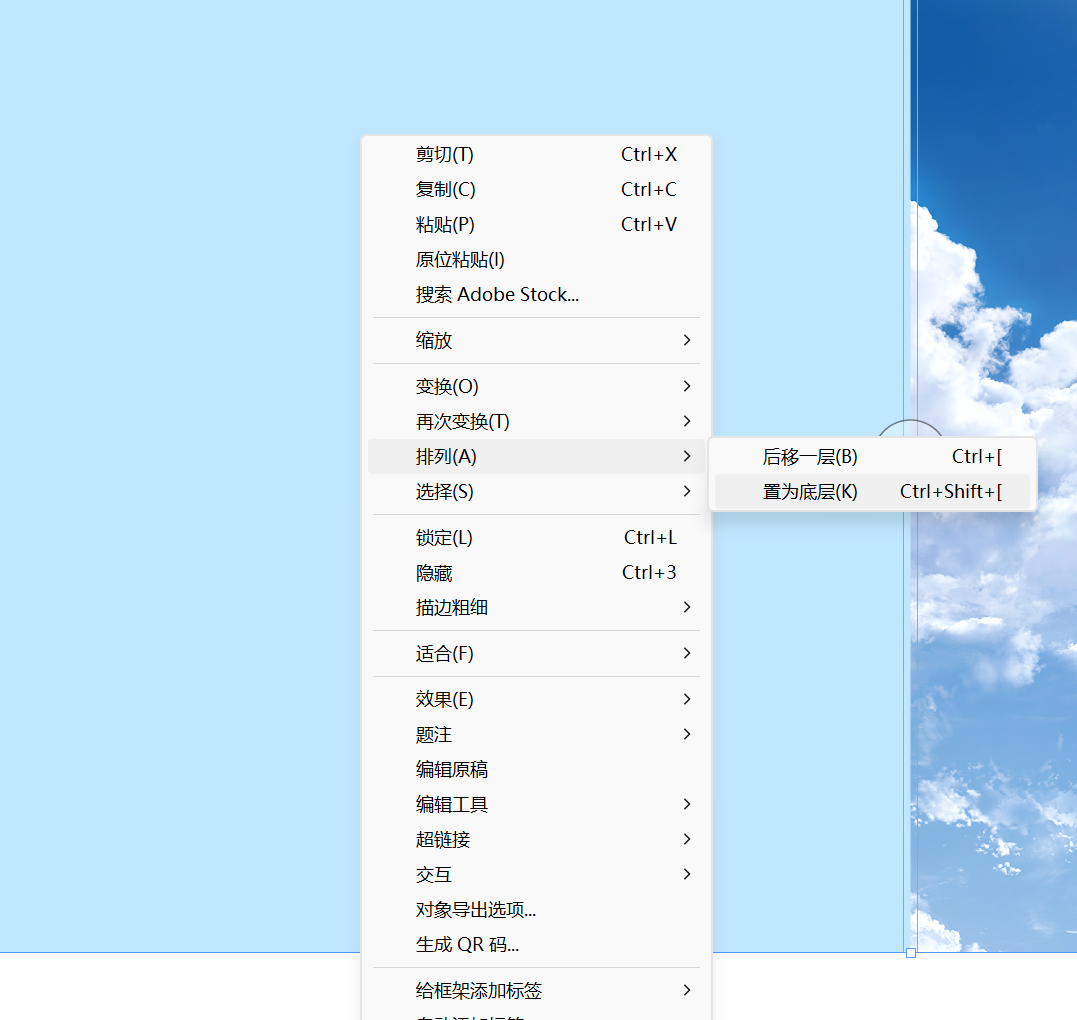 剪切(T) Ctrl+X
复制(C) Ctrl+C
粘贴(P) Ctrl+V
原位粘贴(I)
搜索 Adobe Stock...
缩放
变换(O)
再次变换(T)
排列(A)
后移一层(B) Ctrl+[
置为底层(K) Ctrl+Shift+[
选择(S)
锁定(L) Ctrl+L
隐藏 Ctrl+3
描边粗细
适合(F)
效果(E)
题注
编辑原稿
编辑工具
超链接
交互
对象导出选项...
生成 QR 码...
给框架添加标签